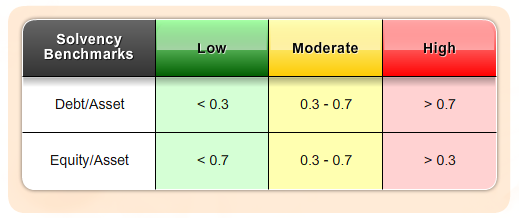 Solvency Benchmarks Low Moderate High
Debt/Asset < 0.3 0.3 - 0.7 > 0.7
Equity/Asset < 0.7 0.3 - 0.7 > 0.3